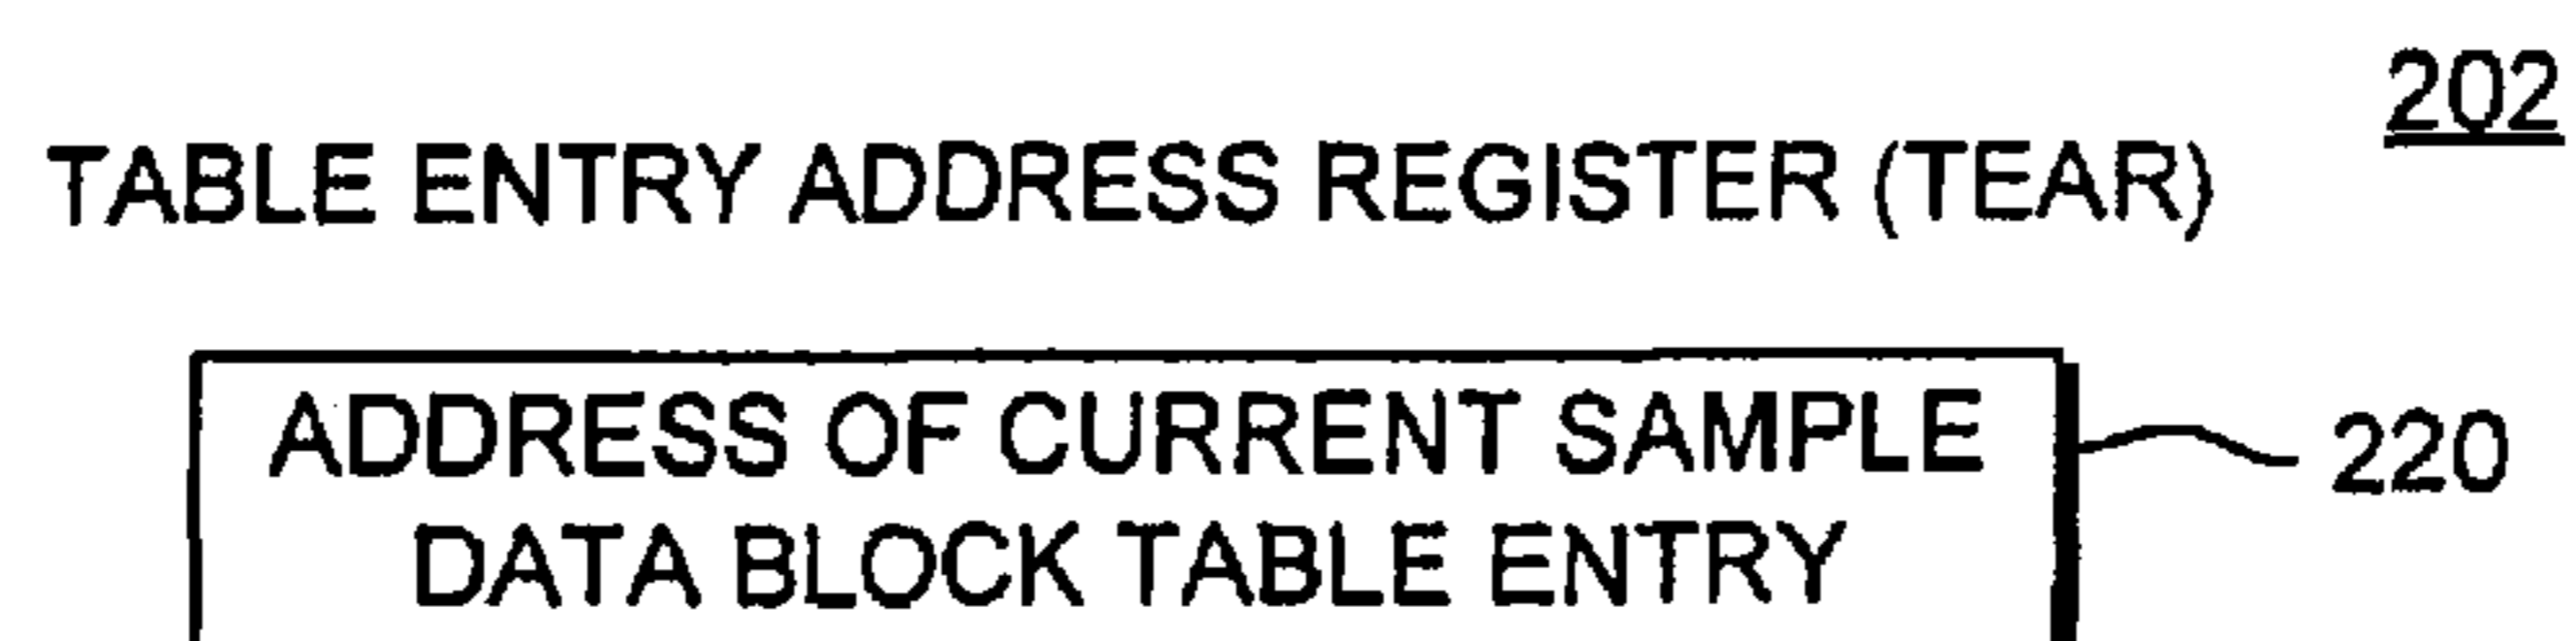 202
TABLE ENTRY ADDRESS REGISTER (TEAR)
ADDRESS OF CURRENT SAMPLE
220
DATA BLOCK TABLE ENTRY